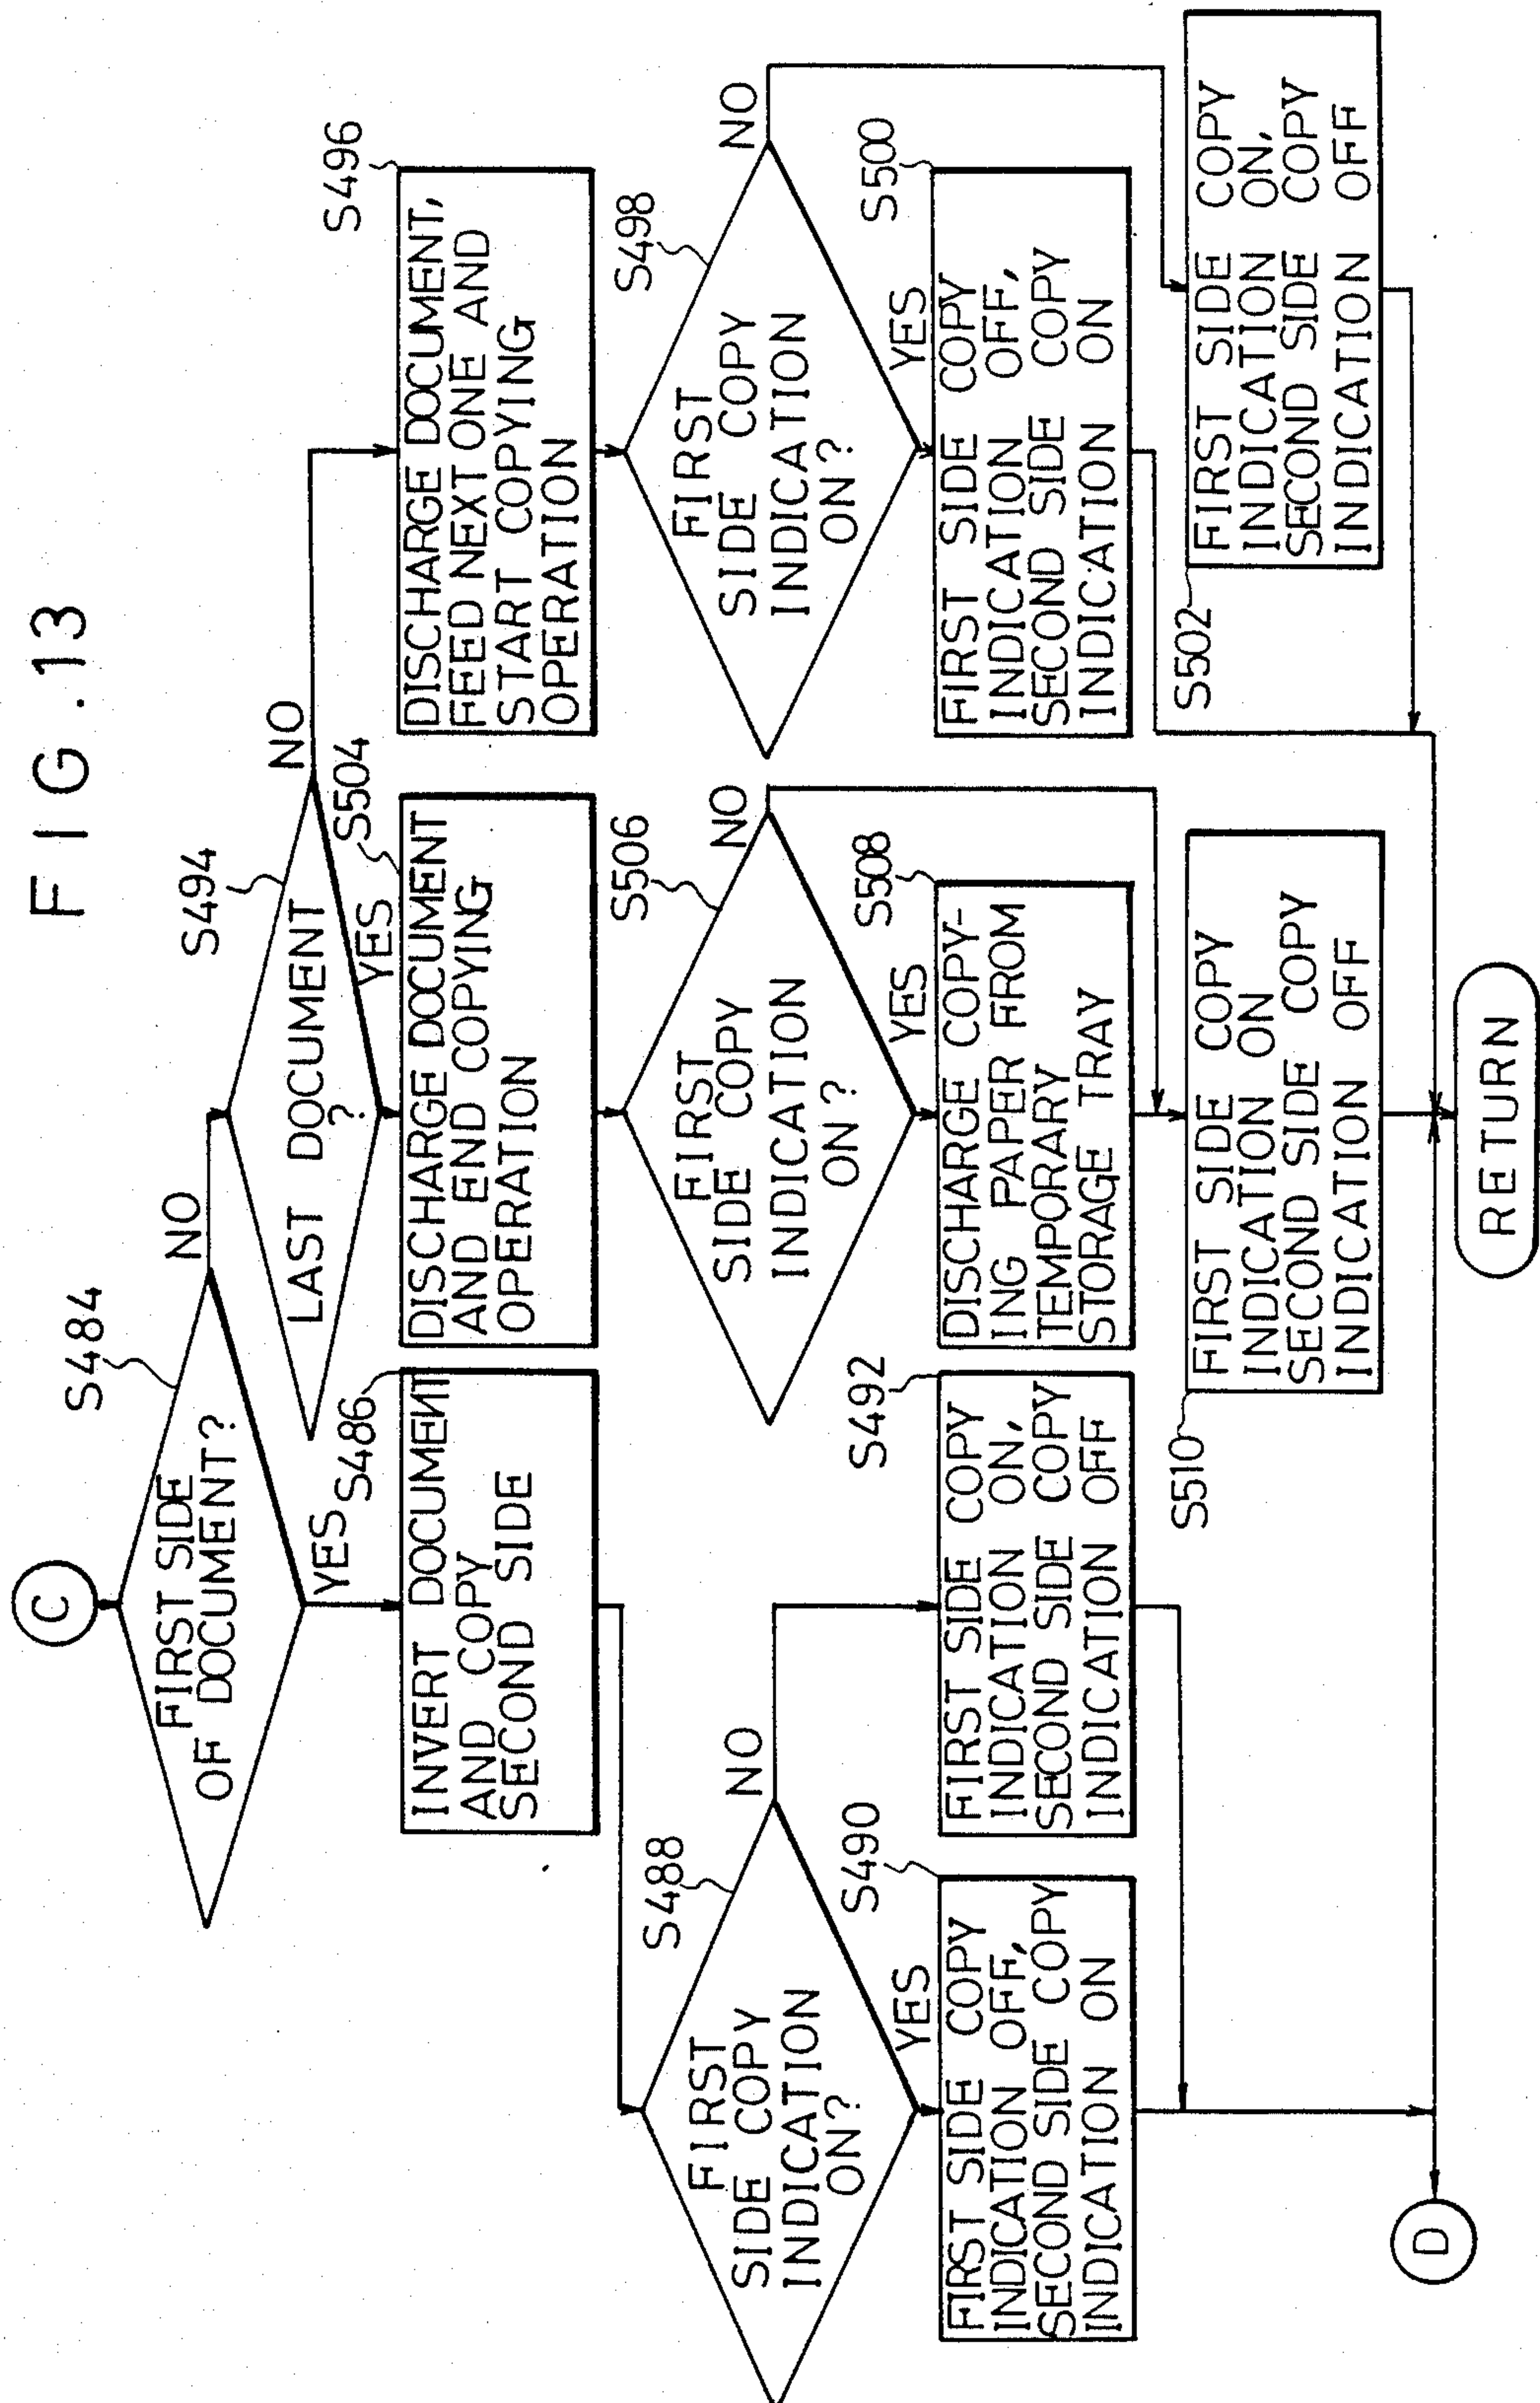 FIG.13
C
S484
FIRST SIDE
OF DOCUMENT?
NO
YES
S494
LAST DOCUMENT
?
NO
YES
S486
INVERT DOCUMENT
AND COPY
SECOND SIDE
S504
DISCHARGE DOCUMENT
AND END COPYING
OPERATION
S496
DISCHARGE DOCUMENT,
FEED NEXT ONE AND
START COPYING
OPERATION
S488
FIRST
SIDE COPY
INDICATION
ON?
NO
YES
S506
FIRST
SIDE COPY
INDICATION
ON?
NO
YES
S498
FIRST
SIDE COPY
INDICATION
ON?
NO
YES
S490
FIRST SIDE COPY
INDICATION OFF,
SECOND SIDE COPY
INDICATION ON
S492
FIRST SIDE COPY
INDICATION ON,
SECOND SIDE COPY
INDICATION OFF
S508
DISCHARGE COPY-
ING PAPER FROM
TEMPORARY
STORAGE TRAY
S500
FIRST SIDE COPY
INDICATION OFF,
SECOND SIDE COPY
INDICATION ON
S510
FIRST SIDE COPY
INDICATION ON
SECOND SIDE COPY
INDICATION OFF
S502
FIRST SIDE COPY
INDICATION ON,
SECOND SIDE COPY
INDICATION OFF
D
RETURN